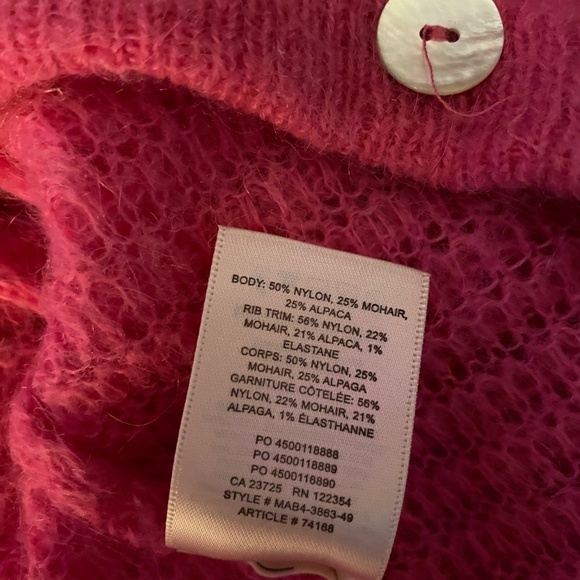 BODY: 50% NYLON, 25% MOHAIR,
25% ALPACA
RIB TRIM: 56% NYLON, 22%
MOHAIR, 21% ALPACA, 1%
ELASTANE
CORPS: 50% NYLON, 25%
MOHAIR, 25% ALPAGA
GARNITURE CÔTELÉE: 56%
NYLON, 22% MOHAIR, 21%
ALPAGA, 1% ÉLASTHANNE
PO 4500118888
PO 4500118889
PO 4500118890
CA 23725 RN 122354
STYLE # MAB4-3863-49
ARTICLE # 74168